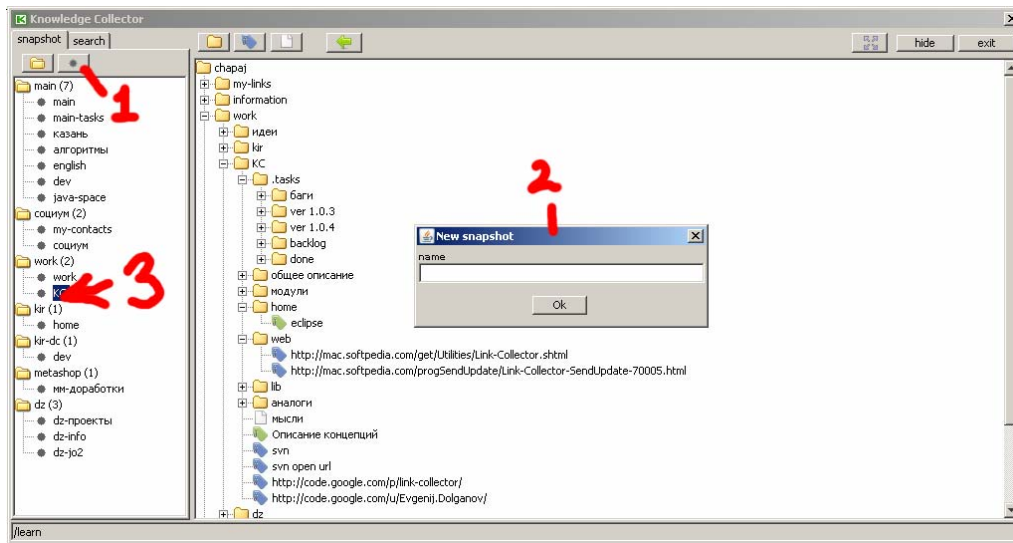 Knowledge Collector
snapshot
search
hide
exit
main (7)
main
main-tasks
казань
алгоритмы
english
dev
java-space
социум (2)
my-contacts
социум
work (2)
work
KC
kir (1)
home
kir-dc (1)
dev
metashop (1)
мм-доработки
dz (3)
dz-проекты
dz-info
dz-jo2
1
3
chapaj
my-links
information
work
идеи
kir
KC
.tasks
баги
ver 1.0.3
ver 1.0.4
backlog
done
общее описание
модули
home
eclipse
web
http://mac.softpedia.com/get/Utilities/Link-Collector.shtml
http://mac.softpedia.com/progSendUpdate/Link-Collector-SendUpdate-70005.html
lib
аналоги
мысли
Описание концепций
svn
svn open url
http://code.google.com/p/link-collector/
http://code.google.com/u/Evgenij.Dolganov/
dz
2
New snapshot
name
Ok
/learn